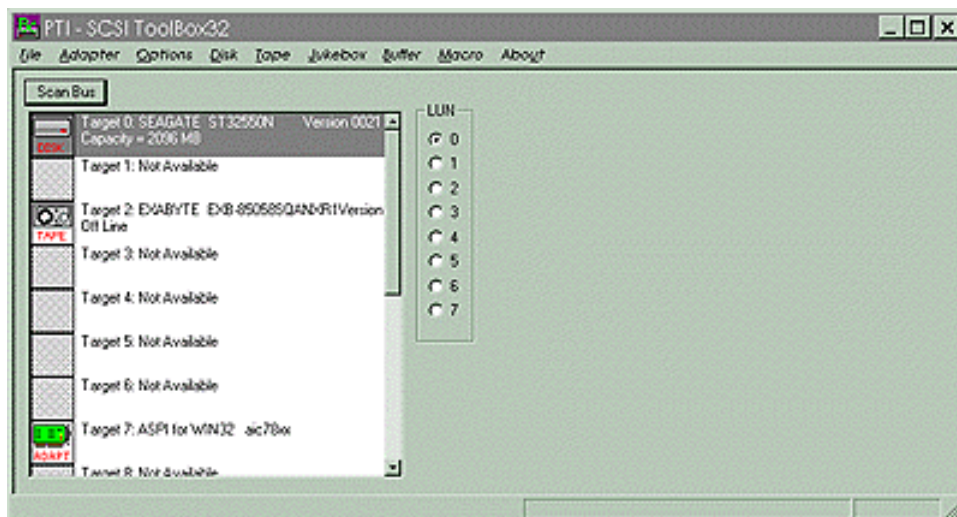 PTI - SCSI ToolBox32
File Adapter Options Disk Tape Jukebox Buffer Macro About
Scan Bus
LUN
Target 0: SEAGATE ST32550N Version 0021
Capacity = 2096 MB
DISK
0
Target 1: Not Available
1
2
Target 2: EXABYTE EXB-85058SQANXR1Version
Off Line
TAPE
3
4
Target 3: Not Available
5
Target 4: Not Available
6
7
Target 5: Not Available
Target 6: Not Available
Target 7: ASPI for WIN32 aic78xx
ADAPT
Target 8: Not Available